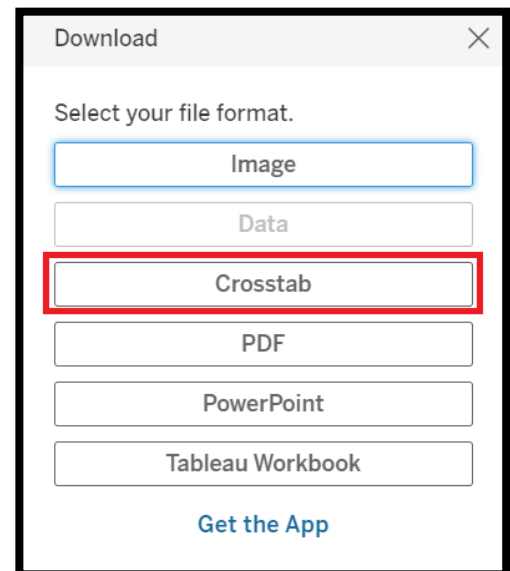 Download
Select your file format.
Image
Data
Crosstab
PDF
PowerPoint
Tableau Workbook
Get the App